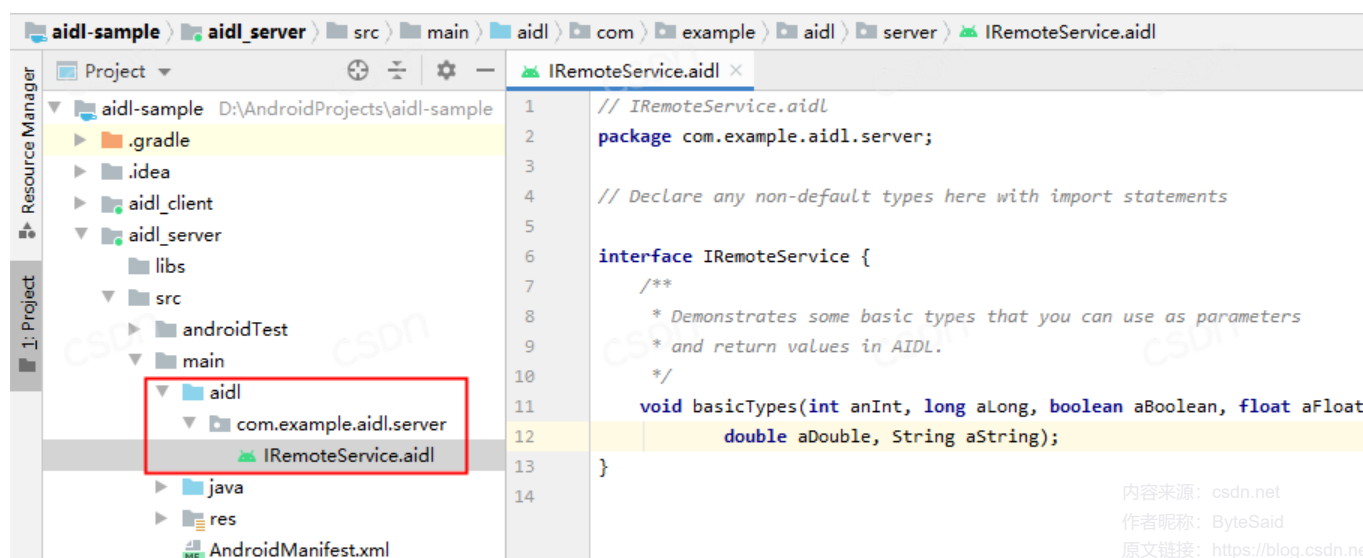 aidl-sample 〉 aidl_server 〉 src 〉 main 〉 aidl 〉 com 〉 example 〉 aidl 〉 server 〉 IRemoteService.aidl
Resource Manager
1: Project
Project
aidl-sample D:\AndroidProjects\aidl-sample
.gradle
.idea
aidl_client
aidl_server
libs
src
androidTest
main
aidl
com.example.aidl.server
IRemoteService.aidl
java
res
AndroidManifest.xml
IRemoteService.aidl ×
1 // IRemoteService.aidl
2 package com.example.aidl.server;
3
4 // Declare any non-default types here with import statements
5
6 interface IRemoteService {
7 /**
8 * Demonstrates some basic types that you can use as parameters
9 * and return values in AIDL.
10 */
11 void basicTypes(int anInt, long aLong, boolean aBoolean, float aFloat
12 double aDouble, String aString);
13 }
14
CSDN
CSDN
CSDN
CSDN
CSDN
内容来源：csdn.net
作者昵称：ByteSaid
原文链接：https://blog.csdn.ne